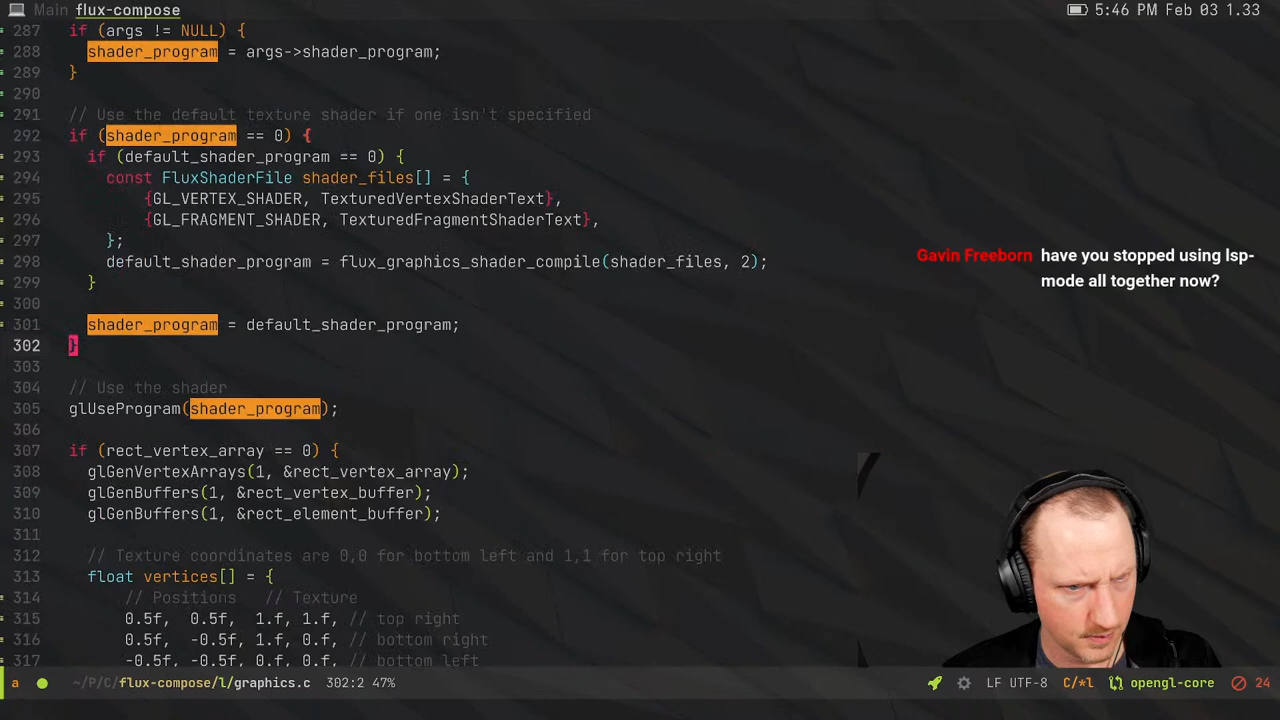 Main flux-compose
5:46 PM Feb 03 1.33
287 if (args != NULL) {
288 shader_program = args->shader_program;
289 }
290
291 // Use the default texture shader if one isn't specified
292 if (shader_program == 0) {
293 if (default_shader_program == 0) {
294 const FluxShaderFile shader_files[] = {
295 {GL_VERTEX_SHADER, TexturedVertexShaderText},
296 {GL_FRAGMENT_SHADER, TexturedFragmentShaderText},
297 };
298 default_shader_program = flux_graphics_shader_compile(shader_files, 2);
299 }
300
301 shader_program = default_shader_program;
302 }
303
304 // Use the shader
305 glUseProgram(shader_program);
306
307 if (rect_vertex_array == 0) {
308 glGenVertexArrays(1, &rect_vertex_array);
309 glGenBuffers(1, &rect_vertex_buffer);
310 glGenBuffers(1, &rect_element_buffer);
311
312 // Texture coordinates are 0,0 for bottom left and 1,1 for top right
313 float vertices[] = {
314 // Positions // Texture
315 0.5f, 0.5f, 1.f, 1.f, // top right
316 0.5f, -0.5f, 1.f, 0.f, // bottom right
317 -0.5f, -0.5f, 0.f, 0.f, // bottom left
Gavin Freeborn have you stopped using lsp-
mode all together now?
a ~/P/C/flux-compose/l/graphics.c 302:2 47%
LF UTF-8 C/*l opengl-core 24